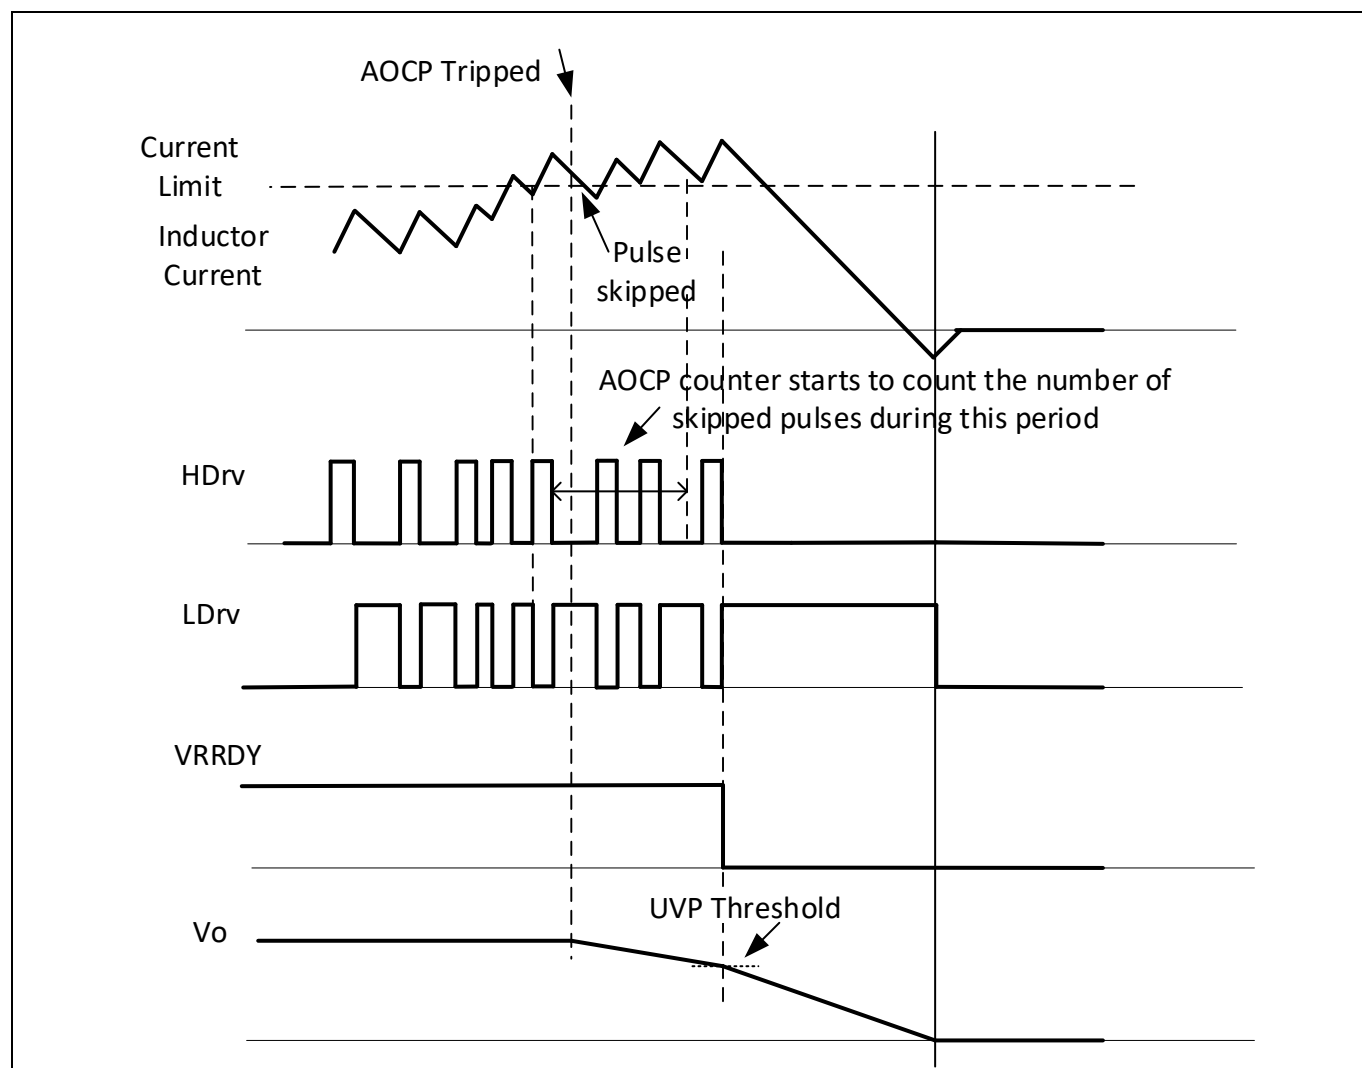 AOCP Tripped
Current
Limit
Inductor
Current
Pulse
skipped
AOCP counter starts to count the number of
skipped pulses during this period
HDrv
LDrv
VRRDY
UVP Threshold
Vo